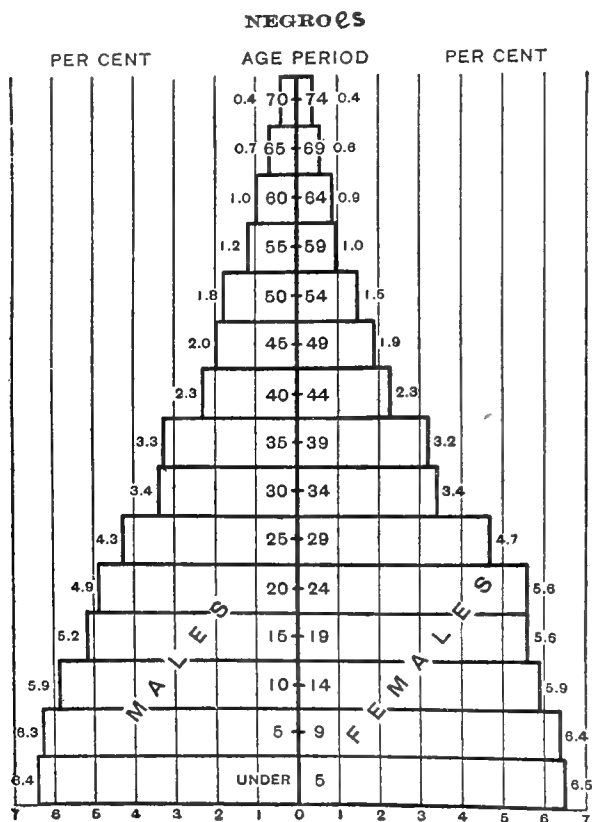 NEGROES
PER CENT AGE PERIOD PER CENT
0.4 70 74 0.4
0.7 65 69 0.6
1.0 60 64 0.9
1.2 55 59 1.0
1.8 50 54 1.5
2.0 45 49 1.9
2.3 40 44 2.3
3.3 35 39 3.2
3.4 30 34 3.4
4.3 25 29 4.7
4.9 20 24 5.6
5.2 15 19 5.6
5.9 10 14 5.9
6.3 5 9 6.4
6.4 UNDER 5 6.5
MALES FEMALES
7 6 5 4 3 2 1 0 1 2 3 4 5 6 7